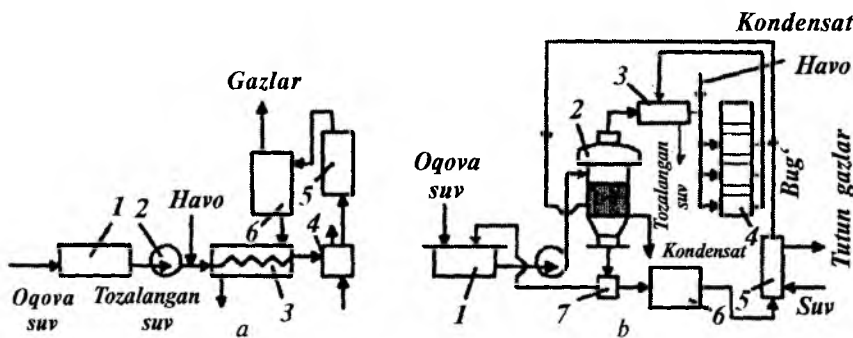 Gazlar
1
2
Havo
3
4
5
6
Oqova
suv
Tozalangan
suv
a
Kondensat
Havo
Oqova
suv
1
2
3
Tozalangan
suv
4
Bug‘
Tutun gazlar
Kondensat
5
6
7
Suv
b